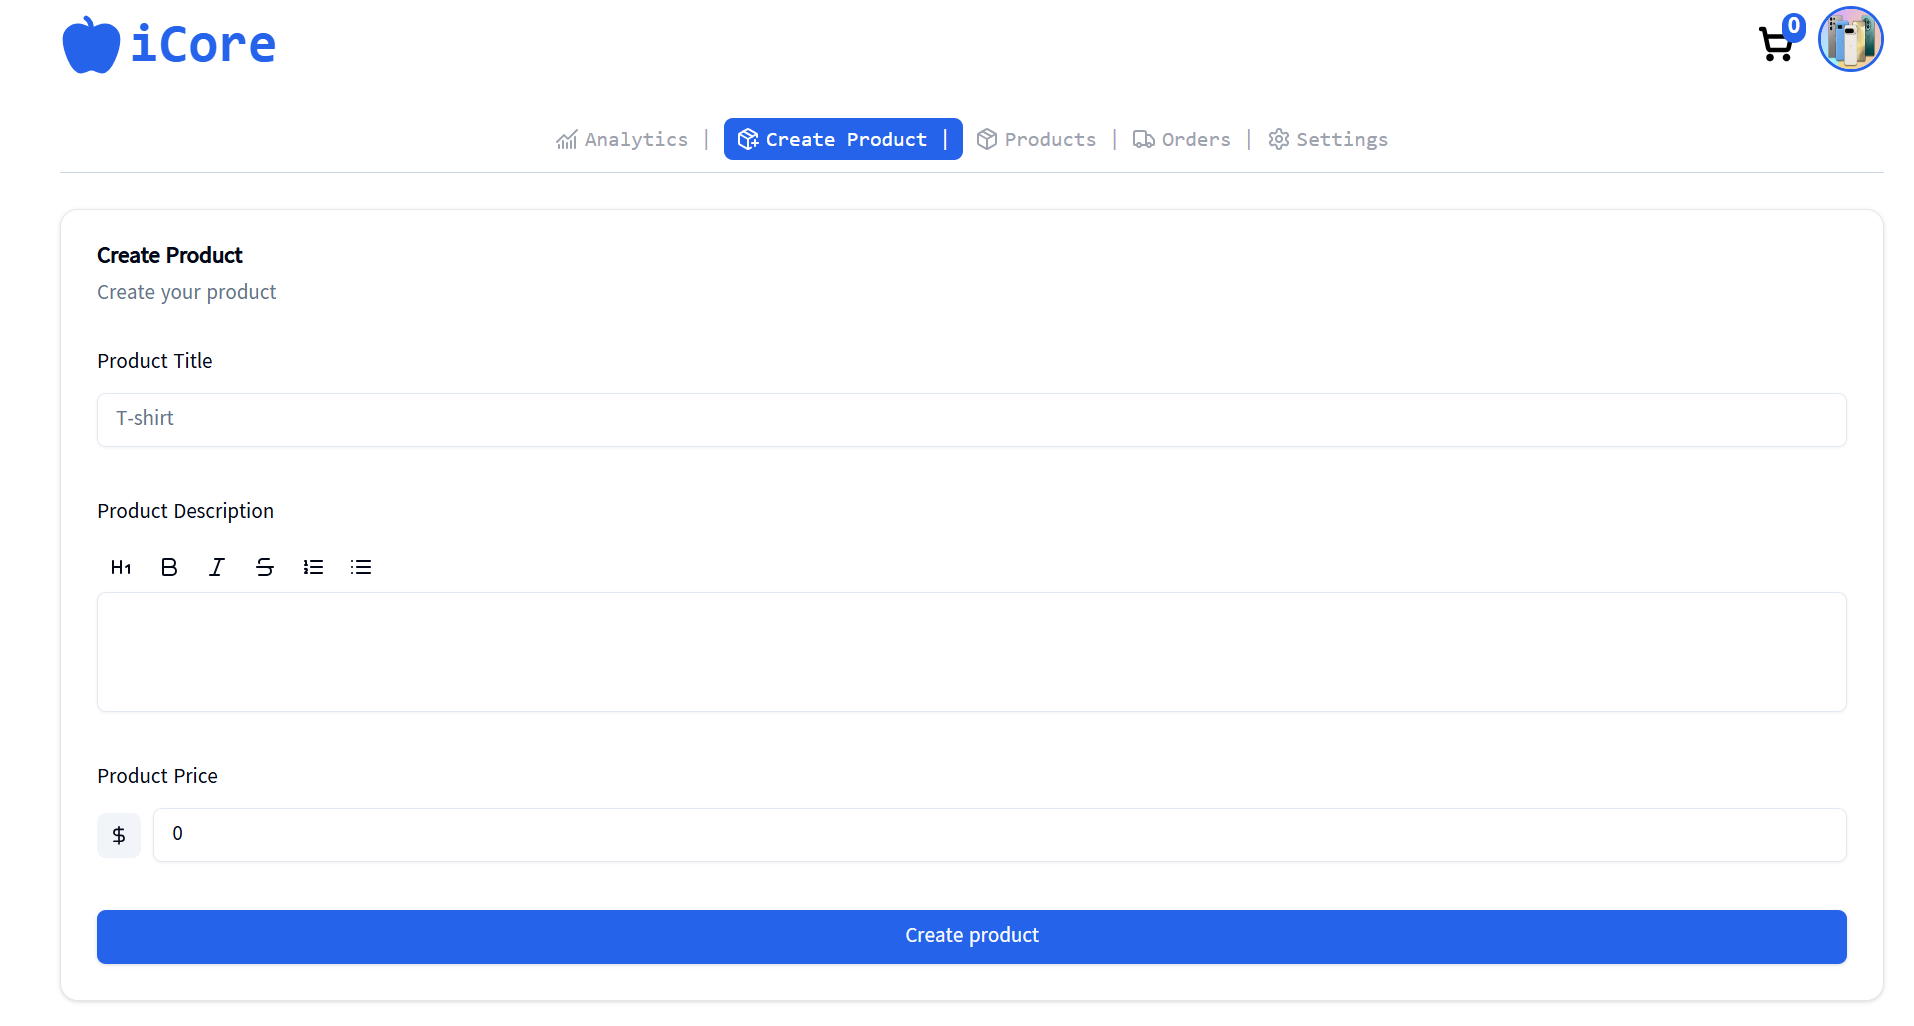 iCore
0
Analytics | Create Product | Products | Orders | Settings
Create Product
Create your product
Product Title
T-shirt
Product Description
H1 B I S
Product Price
$ 0
Create product